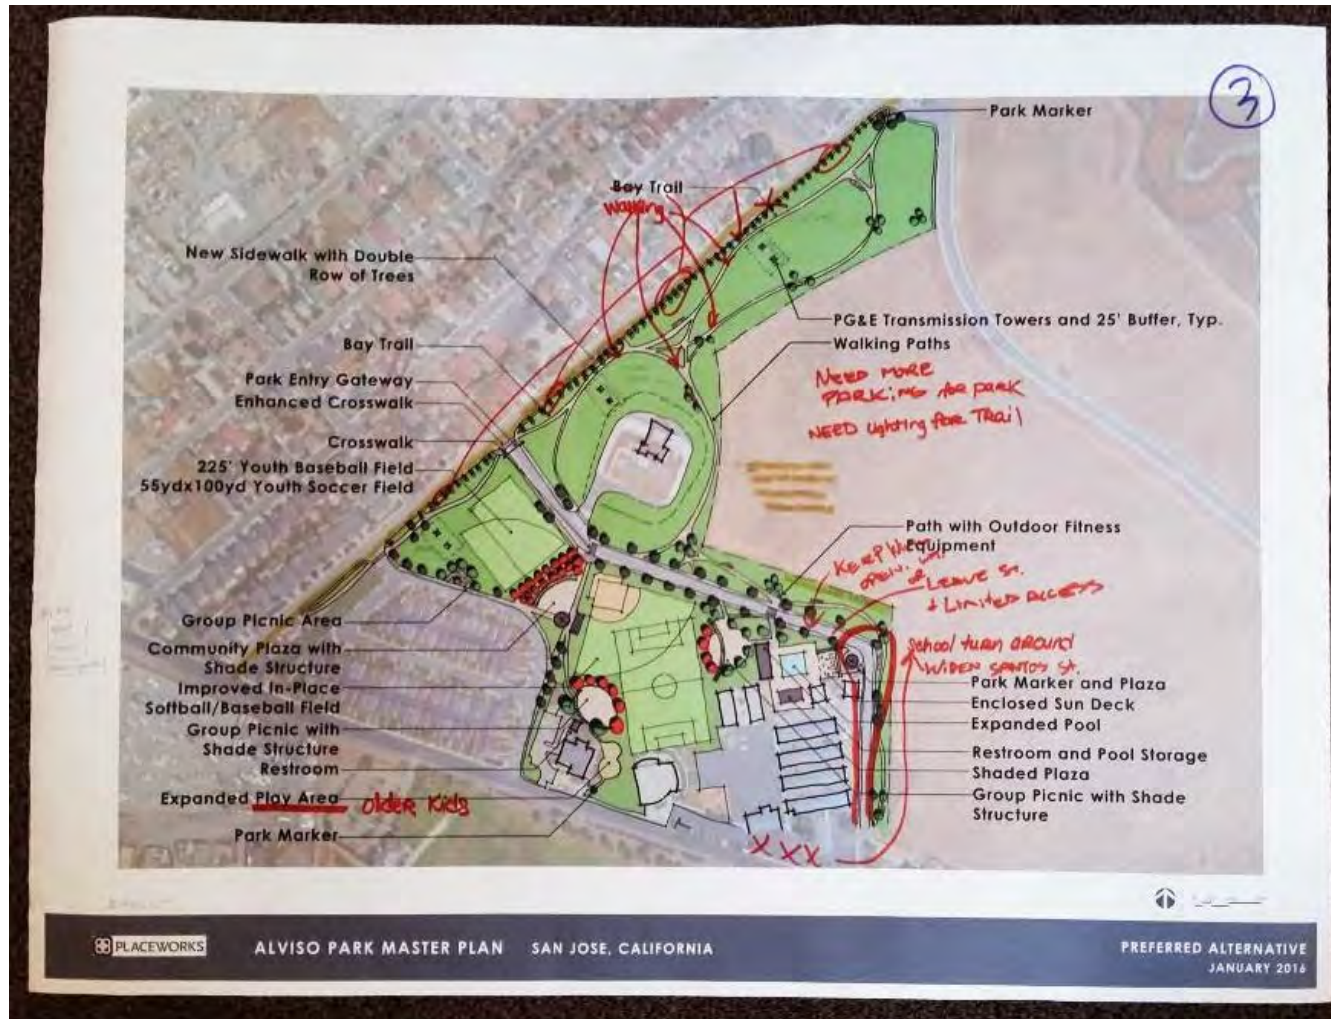 3
Park Marker
Bay Trail
Walking
New Sidewalk with Double
Row of Trees
PG&E Transmission Towers and 25' Buffer, Typ.
Bay Trail
Walking Paths
NEED MORE
PARKING for park
NEED Lighting for Trail
Park Entry Gateway
Enhanced Crosswalk
Crosswalk
225' Youth Baseball Field
55ydx100yd Youth Soccer Field
Path with Outdoor Fitness
Equipment
KEEP
OPEN
or LEAVE St.
+ LIMITED ACCESS
School turn around
WIDEN SANTOS St.
Group Picnic Area
Community Plaza with
Shade Structure
Improved In-Place
Softball/Baseball Field
Group Picnic with
Shade Structure
Restroom
Expanded Play Area older Kids
Park Marker
Park Marker and Plaza
Enclosed Sun Deck
Expanded Pool
Restroom and Pool Storage
Shaded Plaza
Group Picnic with Shade
Structure
XXX
PLACEWORKS ALVISO PARK MASTER PLAN SAN JOSE, CALIFORNIA
PREFERRED ALTERNATIVE
JANUARY 2016